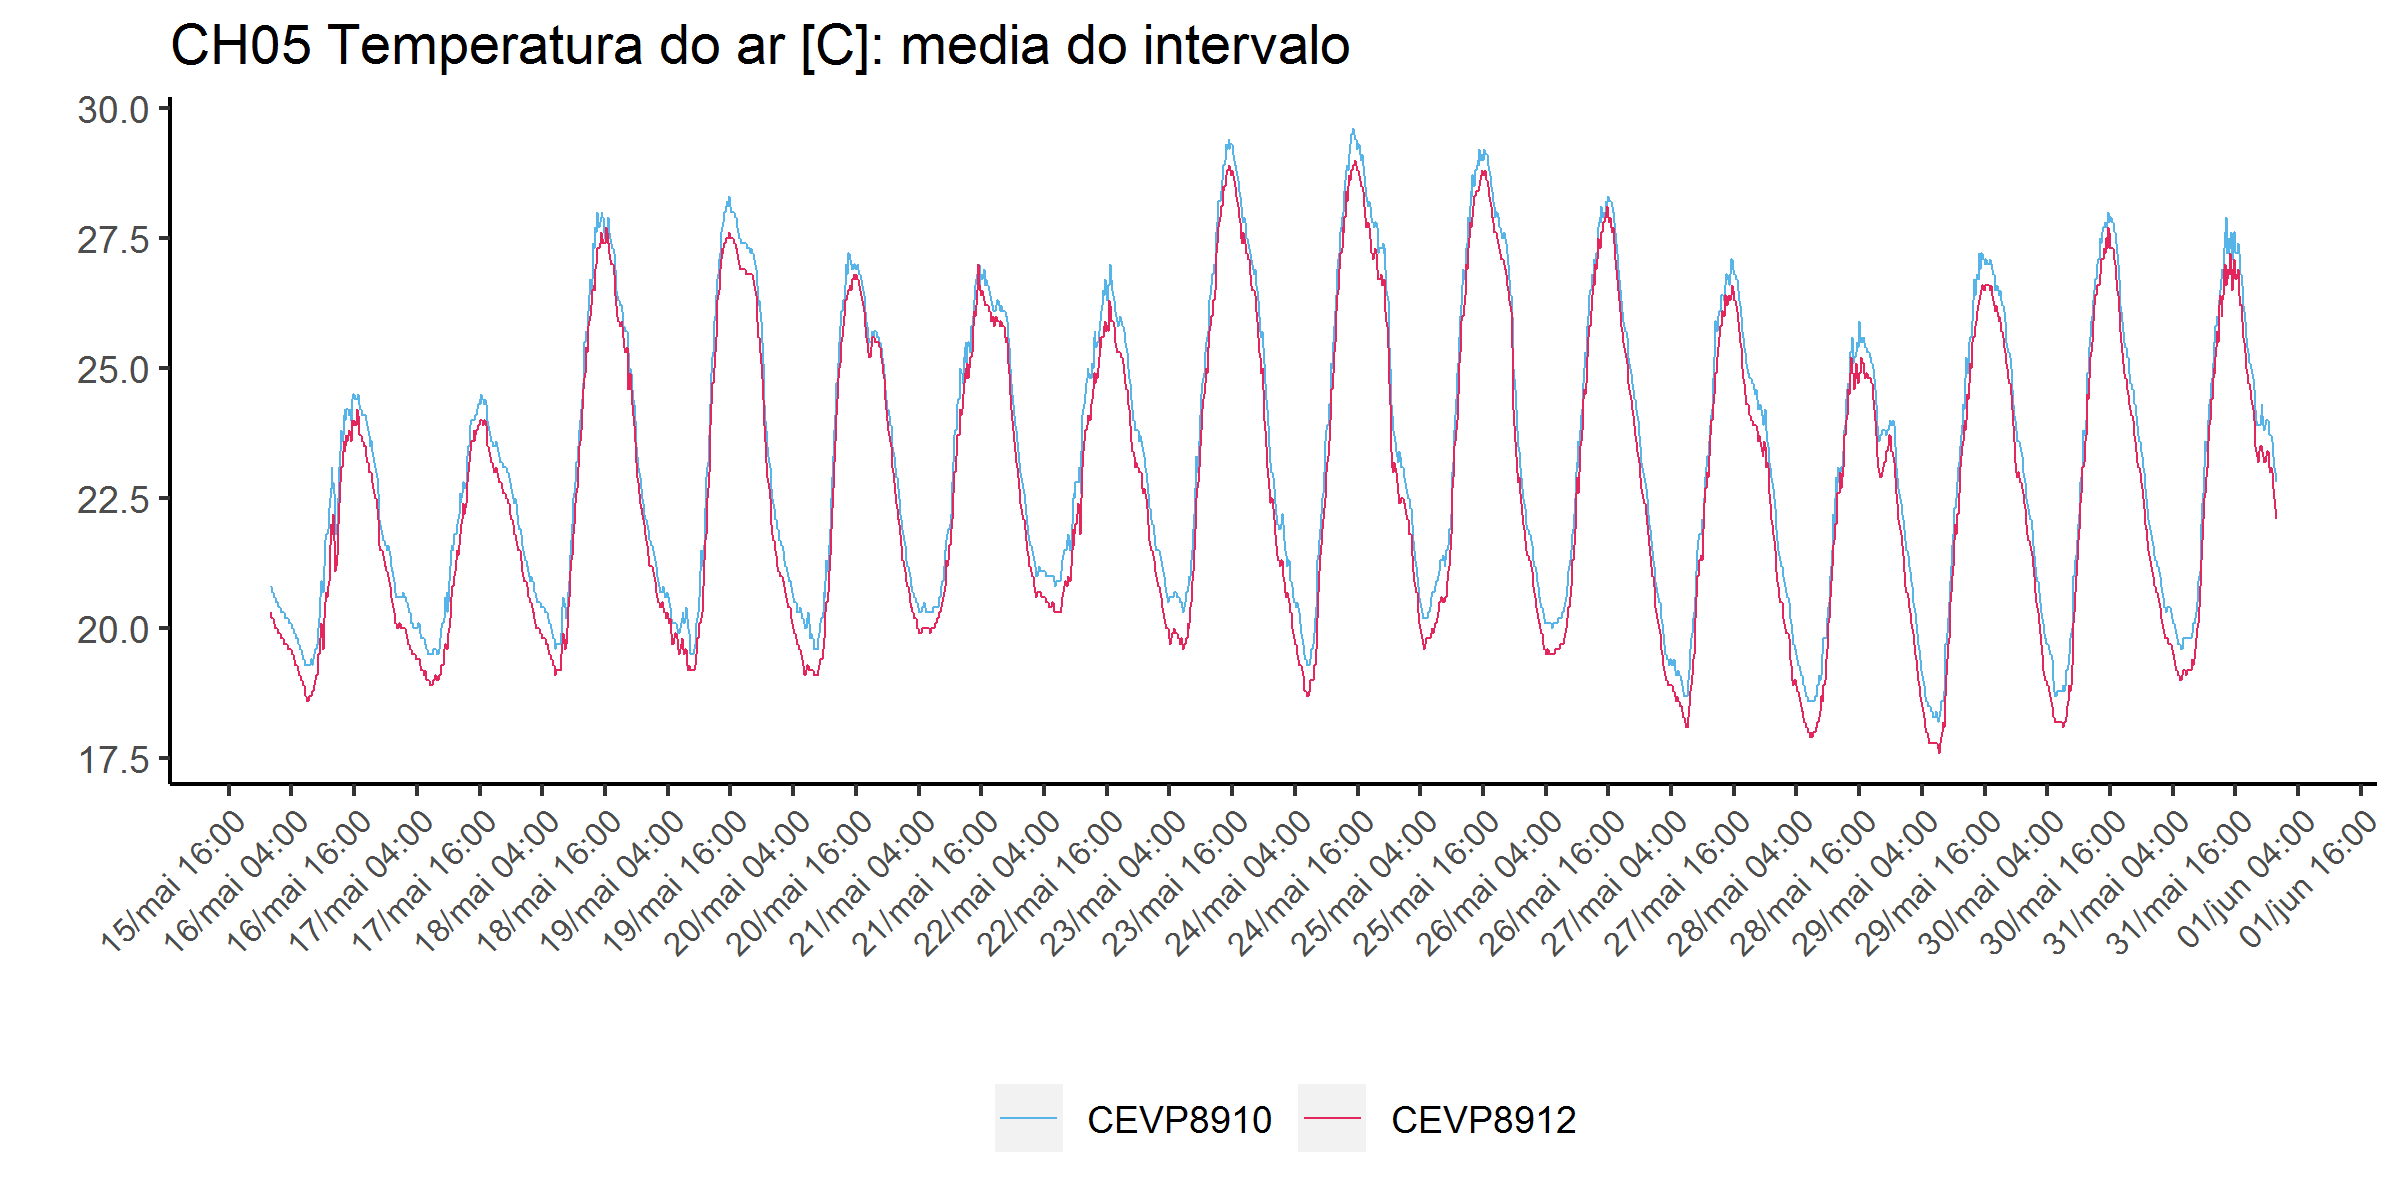 CH05 Temperatura do ar [C]: media do intervalo
30.0
27.5
25.0
22.5
20.0
17.5
15/mai 16:00
16/mai 04:00
16/mai 16:00
17/mai 04:00
17/mai 16:00
18/mai 04:00
18/mai 16:00
19/mai 04:00
19/mai 16:00
20/mai 04:00
20/mai 16:00
21/mai 04:00
21/mai 16:00
22/mai 04:00
22/mai 16:00
23/mai 04:00
23/mai 16:00
24/mai 04:00
24/mai 16:00
25/mai 04:00
25/mai 16:00
26/mai 04:00
26/mai 16:00
27/mai 04:00
27/mai 16:00
28/mai 04:00
28/mai 16:00
29/mai 04:00
29/mai 16:00
30/mai 04:00
30/mai 16:00
31/mai 04:00
31/mai 16:00
01/jun 04:00
01/jun 16:00
CEVP8910 CEVP8912